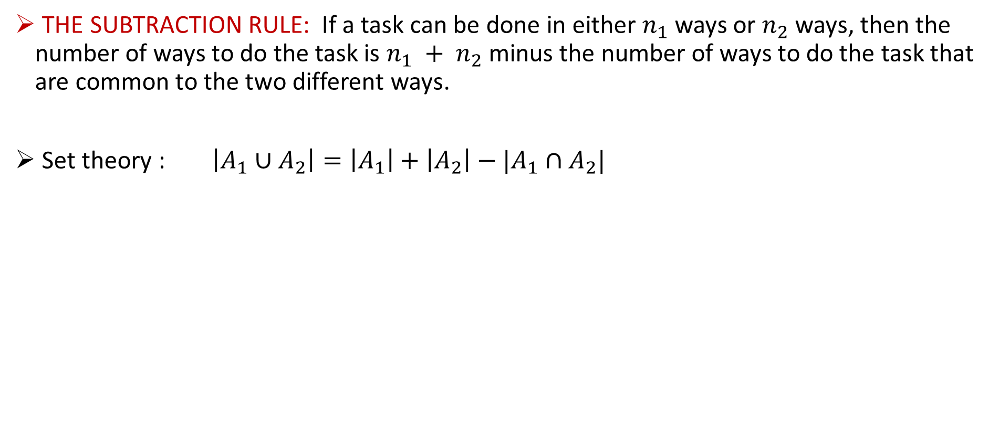 ➢ THE SUBTRACTION RULE: If a task can be done in either n₁ ways or n₂ ways, then the
number of ways to do the task is n₁ + n₂ minus the number of ways to do the task that
are common to the two different ways.
➢ Set theory : |A₁ ∪ A₂| = |A₁| + |A₂| − |A₁ ∩ A₂|